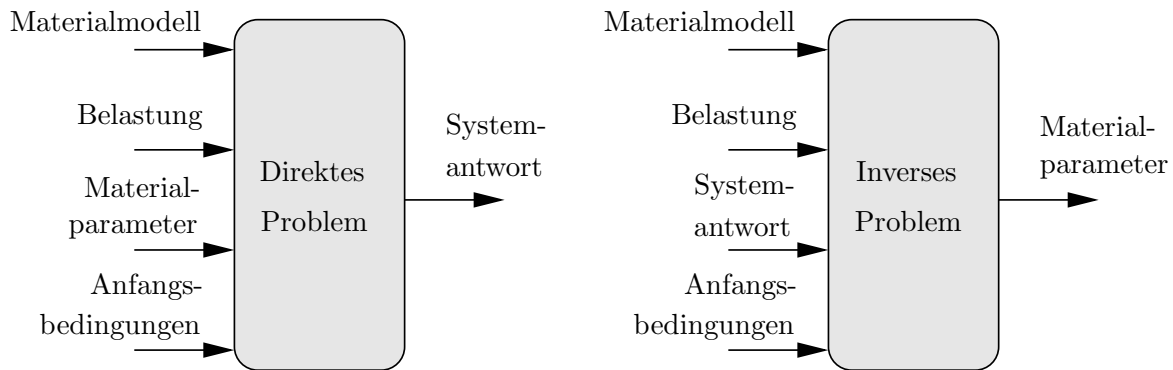 Materialmodell
Belastung
Material-
parameter
Anfangs-
bedingungen
Direktes
Problem
System-
antwort
Materialmodell
Belastung
System-
antwort
Anfangs-
bedingungen
Inverses
Problem
Material-
parameter